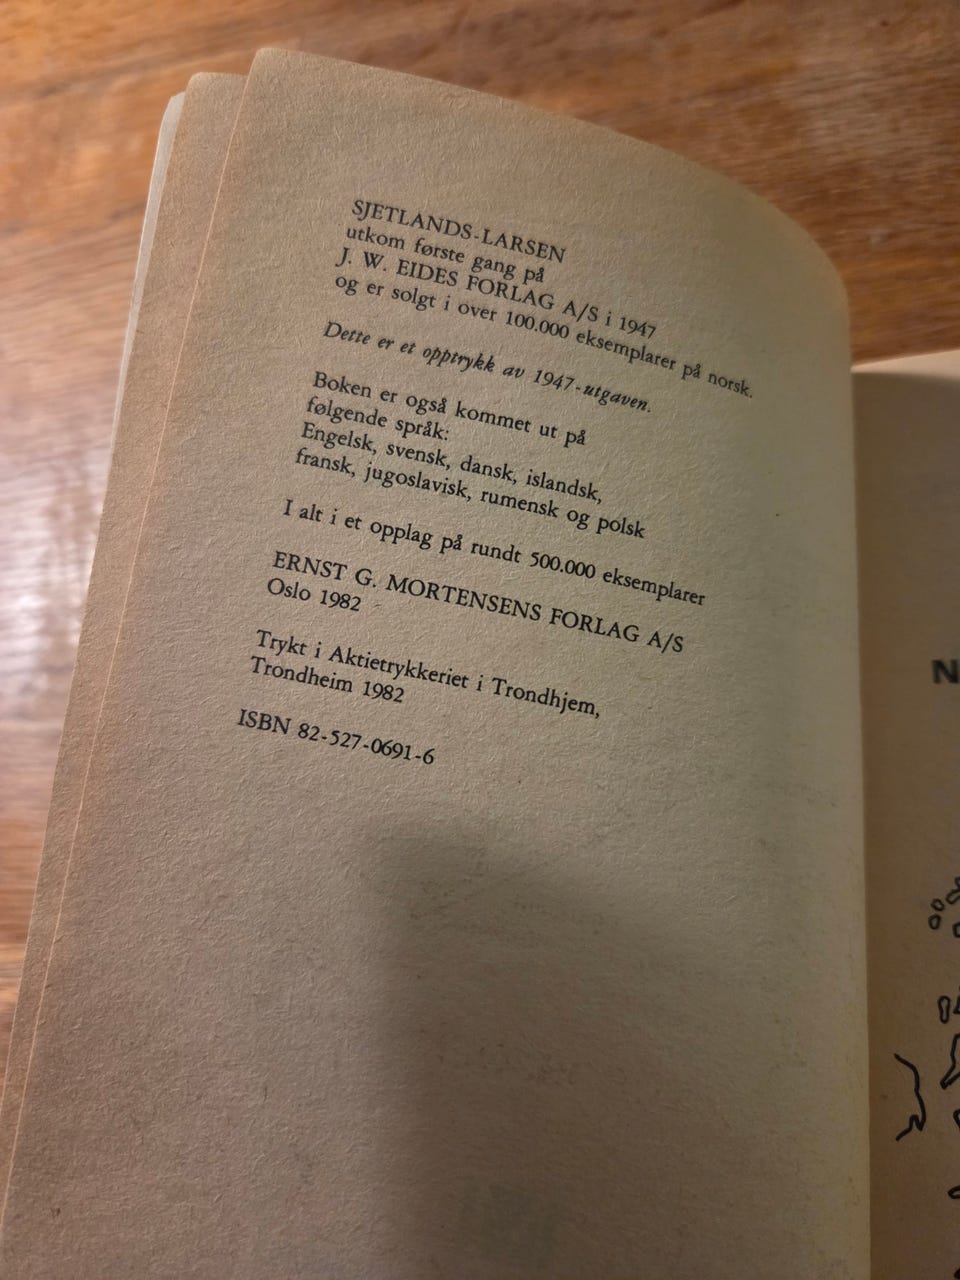 SJETLANDS-LARSEN
utkom første gang på
J. W. EIDES FORLAG A/S i 1947
og er solgt i over 100.000 eksemplarer på norsk.
Dette er et opptrykk av 1947-utgaven.
Boken er også kommet ut på
følgende språk:
Engelsk, svensk, dansk, islandsk,
fransk, jugoslavisk, rumensk og polsk
I alt i et opplag på rundt 500.000 eksemplarer
ERNST G. MORTENSENS FORLAG A/S
Oslo 1982
Trykt i Aktietrykkeriet i Trondhjem,
Trondheim 1982
ISBN 82-527-0691-6
N